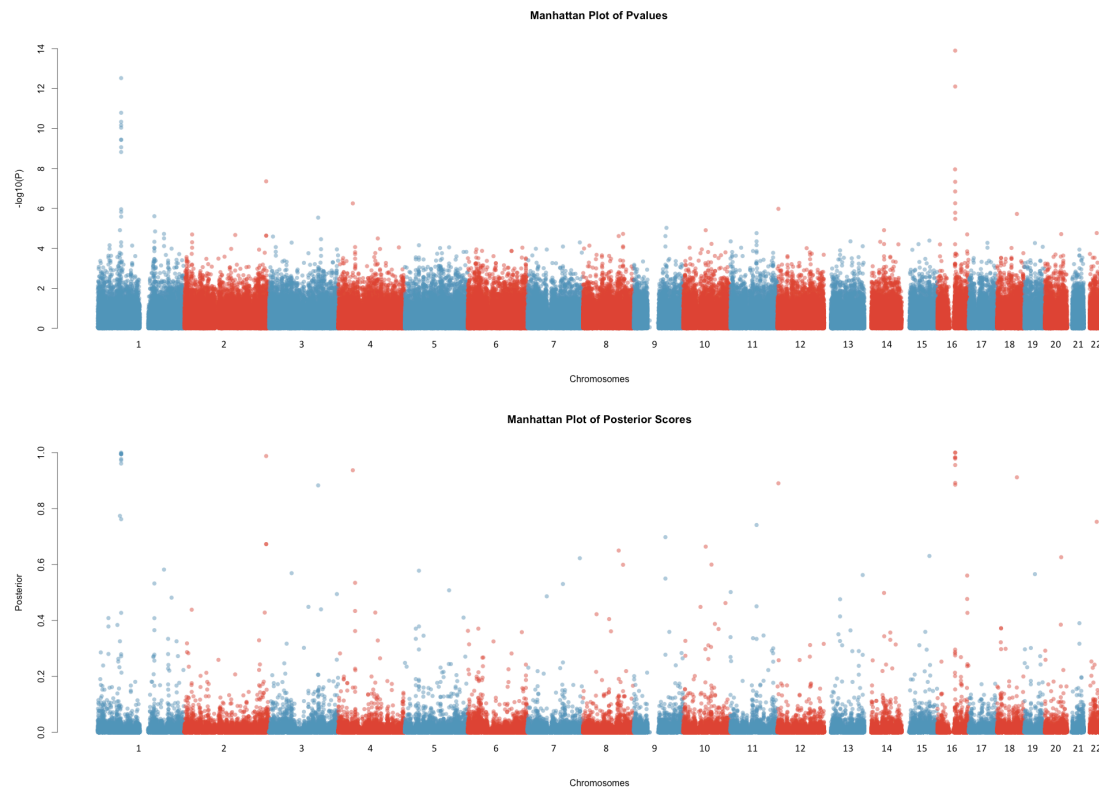 Manhattan Plot of Pvalues
14
12
10
8
6
4
2
0
-log10(P)
1 2 3 4 5 6 7 8 9 10 11 12 13 14 15 16 17 18 19 20 21 22
Chromosomes
Manhattan Plot of Posterior Scores
1.0
0.8
0.6
0.4
0.2
0.0
Posterior
1 2 3 4 5 6 7 8 9 10 11 12 13 14 15 16 17 18 19 20 21 22
Chromosomes